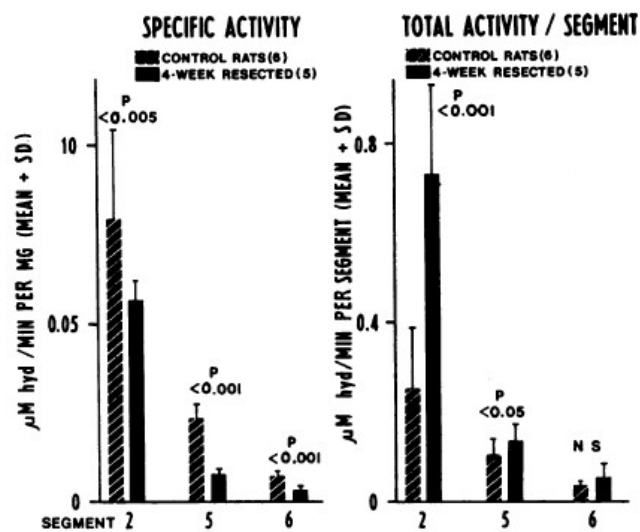 SPECIFIC ACTIVITY
CONTROL RATS(6)
4-WEEK RESECTED(5)
μM hyd/MIN PER MG (MEAN + SD)
10
0.05
0
P
<0.005
P
<0.001
P
<0.001
SEGMENT 2 5 6
TOTAL ACTIVITY / SEGMENT
CONTROL RATS(6)
4-WEEK RESECTED(5)
μM hyd/MIN PER SEGMENT (MEAN + SD)
0.8
0.4
0
P
<0.001
P
<0.05
N S
2 5 6